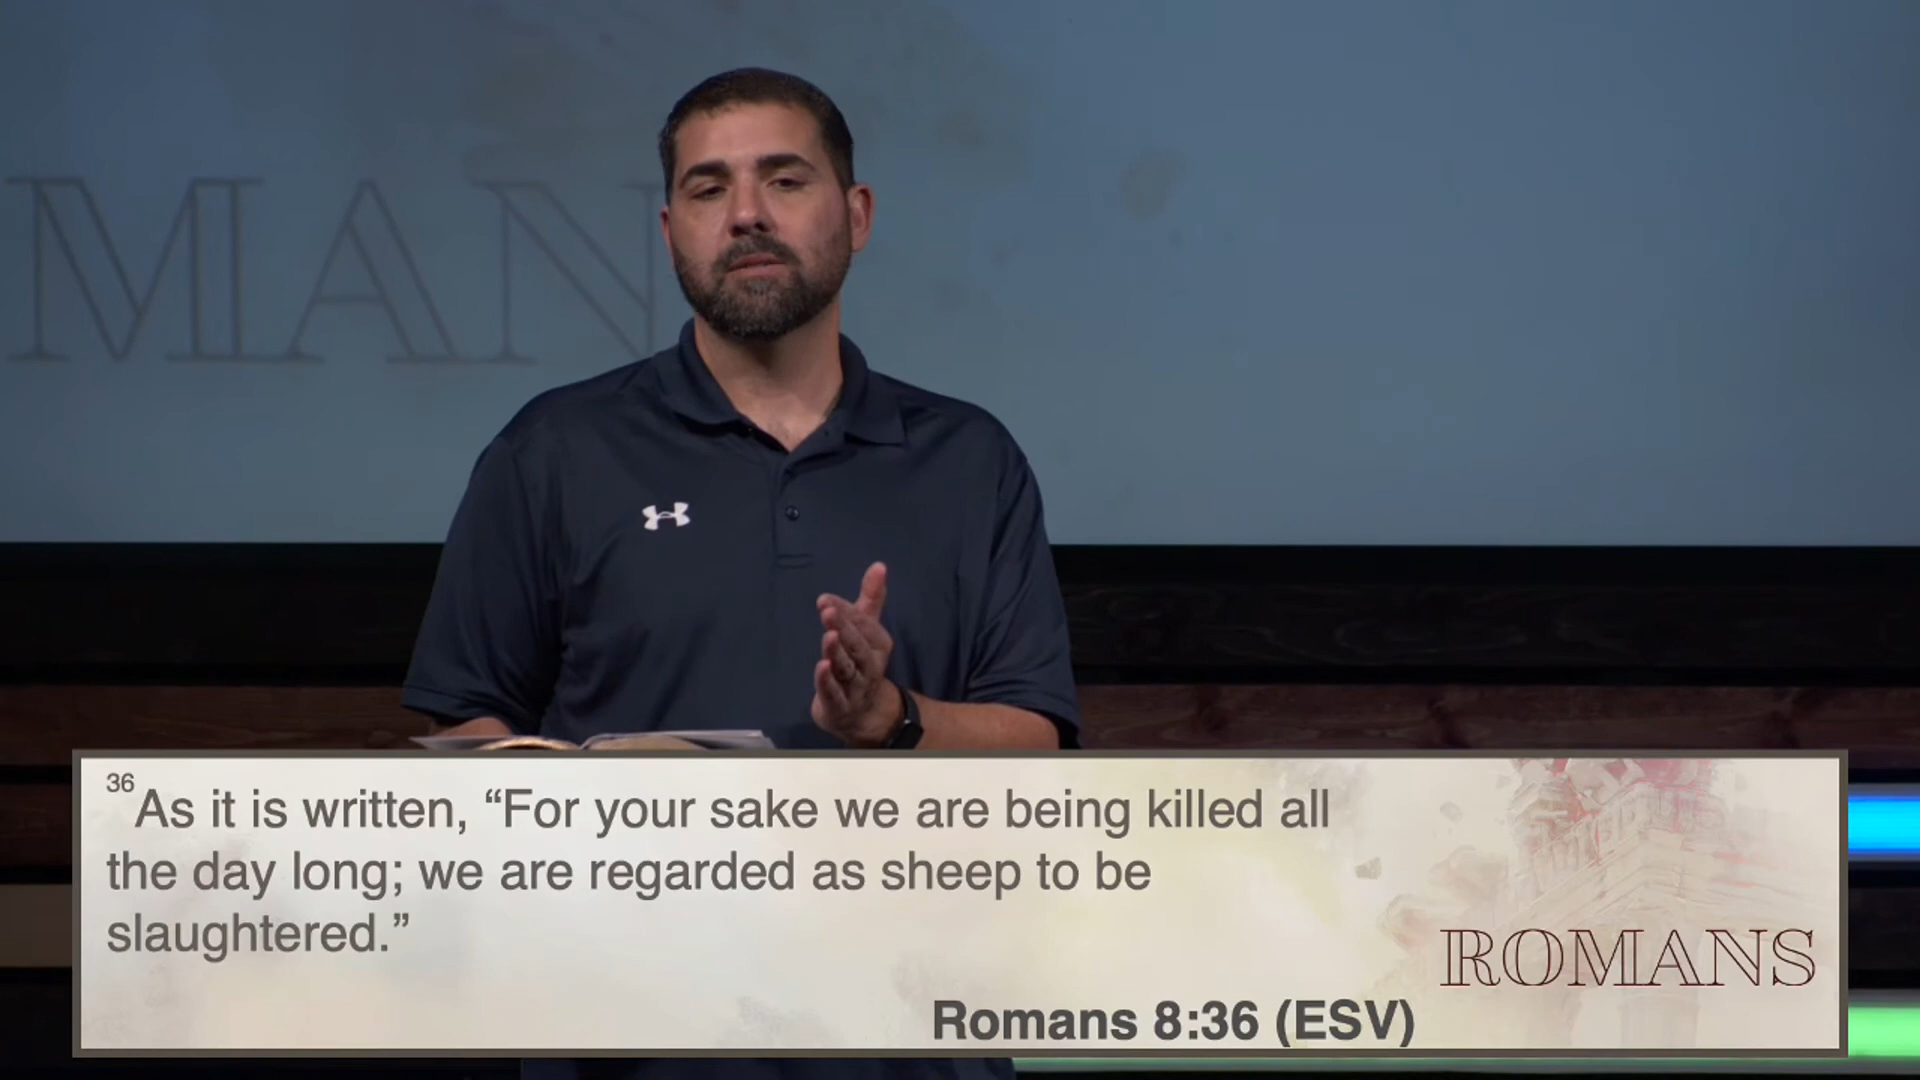 MAN
36 As it is written, “For your sake we are being killed all
the day long; we are regarded as sheep to be
slaughtered.”
ROMANS
Romans 8:36 (ESV)